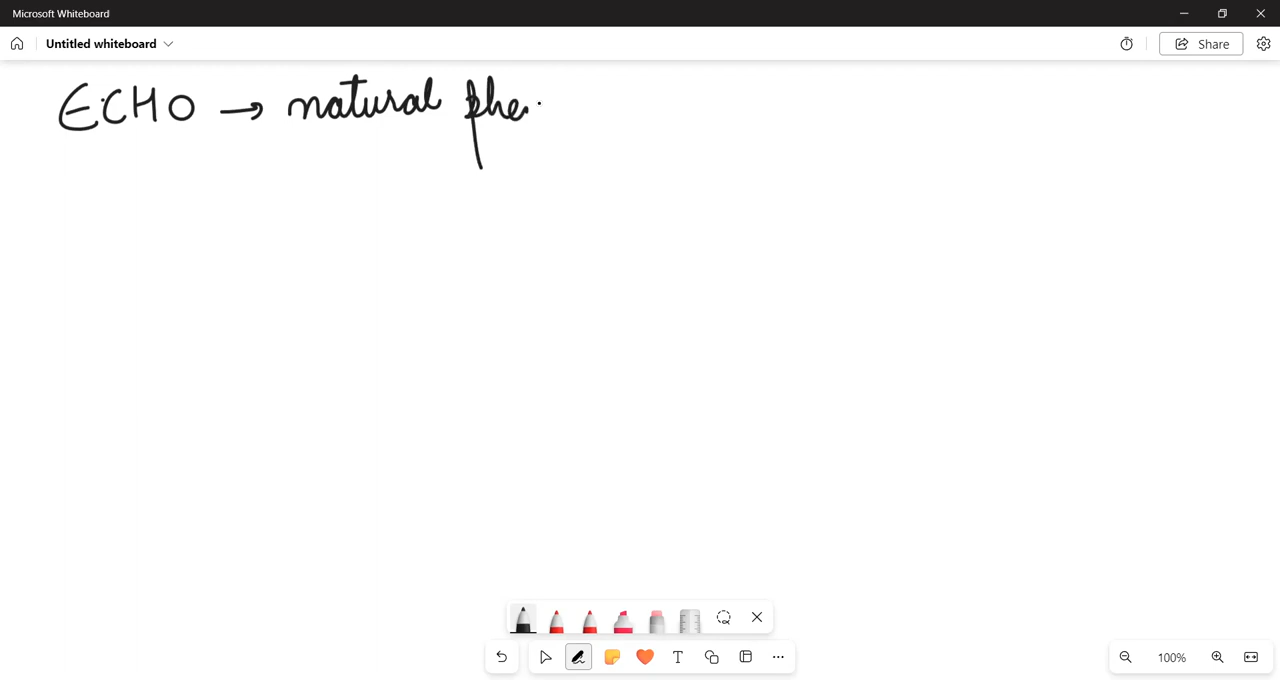 Microsoft Whiteboard
Untitled whiteboard
Share
ECHO → natural phe
100%